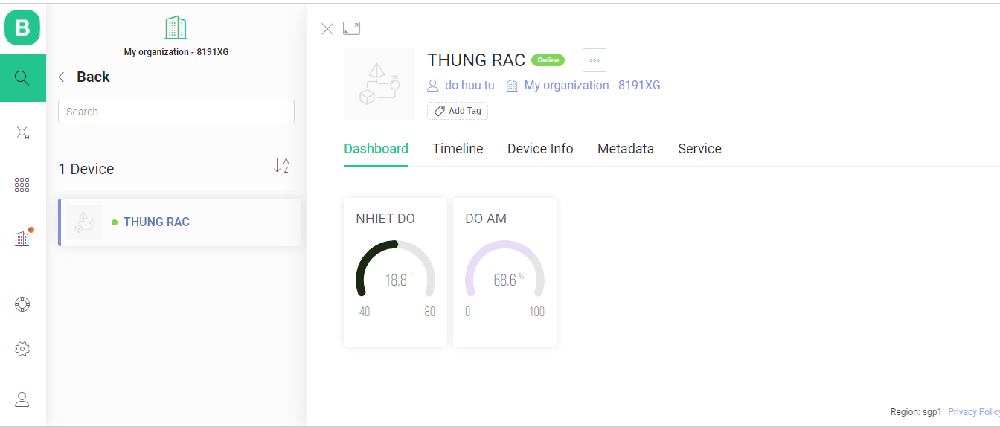 B
My organization - 8191XG
Back
Search
1 Device
A
Z
THUNG RAC
THUNG RAC Online
do huu tu My organization - 8191XG
Add Tag
Dashboard Timeline Device Info Metadata Service
NHIET DO
18.8 °
-40 80
DO AM
68.6 %
0 100
Region: sgp1 Privacy Policy